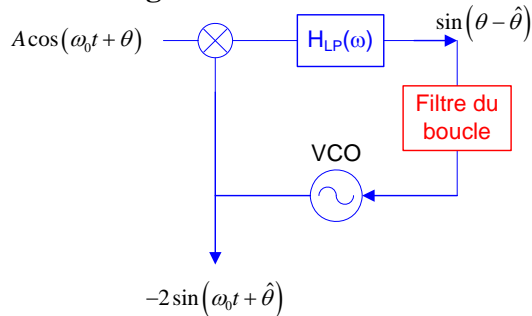 A cos(ω₀t + θ)
H_LP(ω)
sin(θ − θ̂)
Filtre du
boucle
VCO
−2 sin(ω₀t + θ̂)